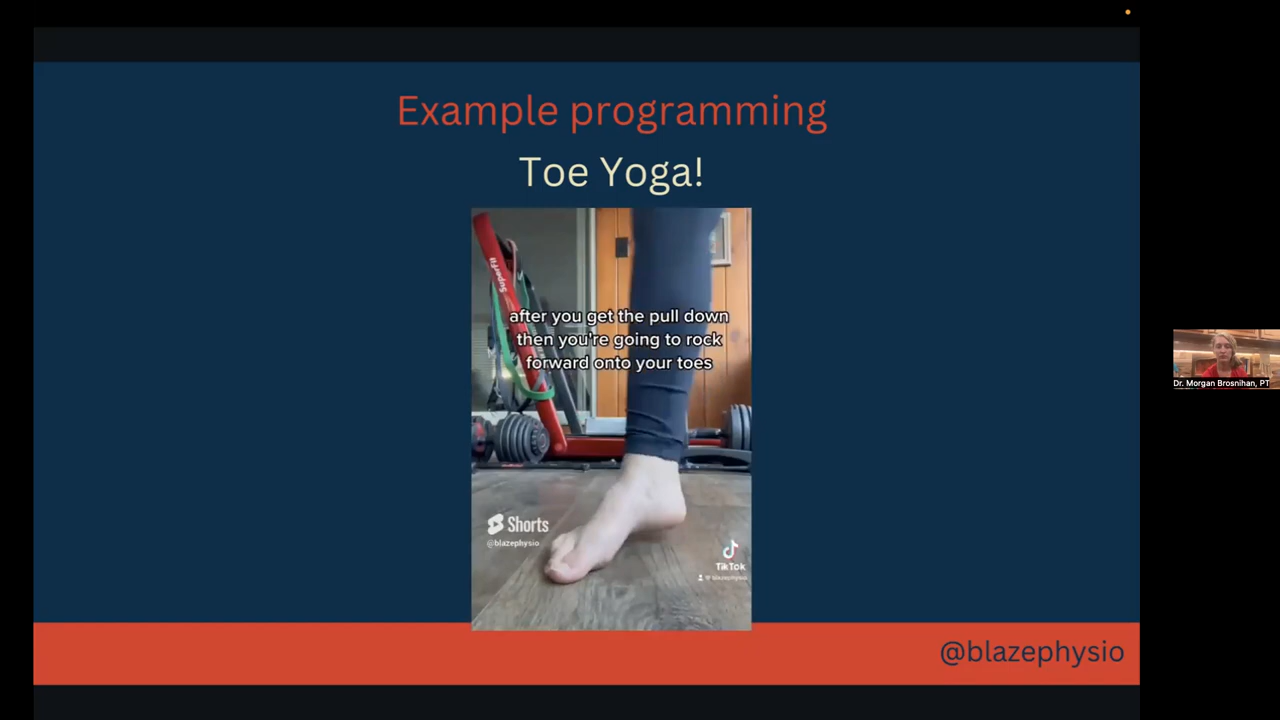 Example programming
Toe Yoga!
SuperFit
after you get the pull down
then you're going to rock
forward onto your toes
Shorts
@blazephysio
TikTok
@blazephysio
Dr. Morgan Brosnihan, PT